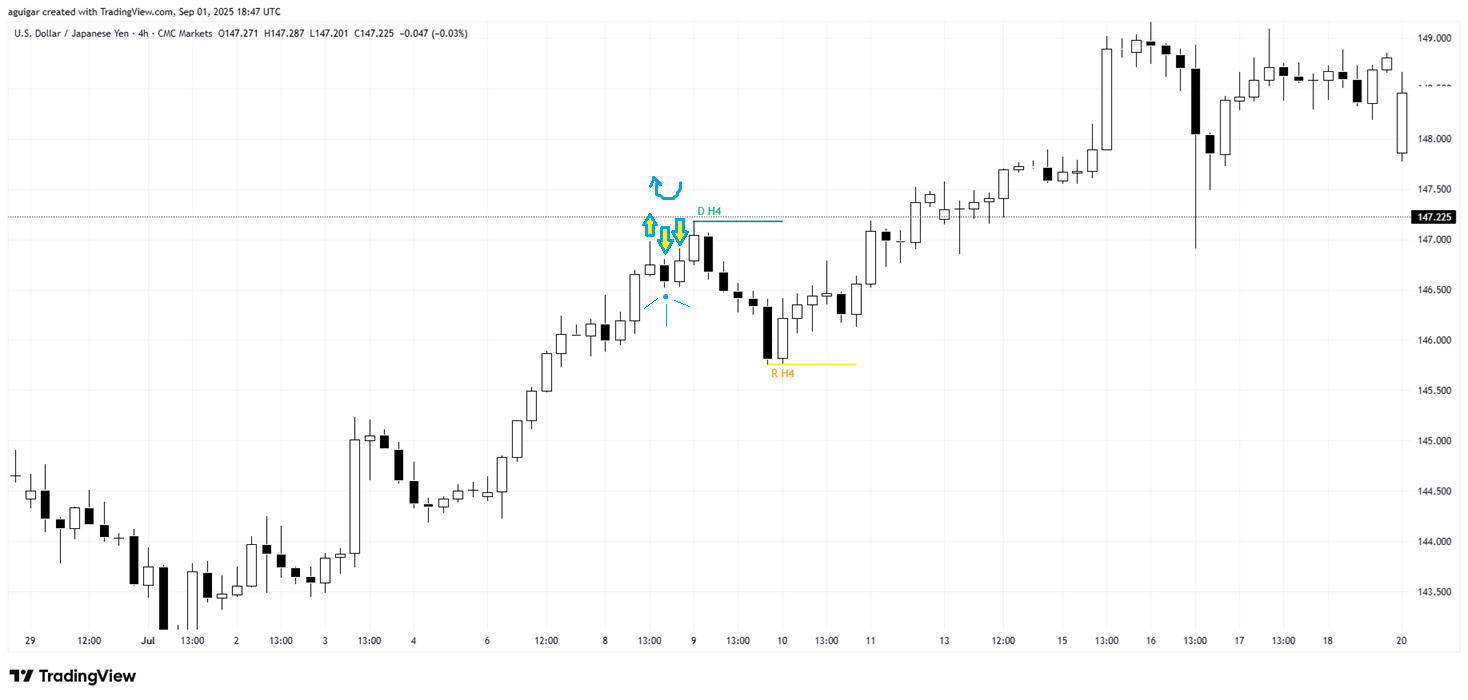 aguigar created with TradingView.com, Sep 01, 2025 18:47 UTC
U.S. Dollar / Japanese Yen · 4h · CMC Markets O147.271 H147.287 L147.201 C147.225 −0.047 (−0.03%)
149.000
148.000
147.500
D H4
147.225
147.000
146.500
146.000
R H4
145.500
145.000
144.500
144.000
143.500
29 12:00 Jul 13:00 2 13:00 3 13:00 4 6 12:00 8 13:00 9 13:00 10 13:00 11 13 12:00 15 13:00 16 13:00 17 13:00 18 20
TradingView